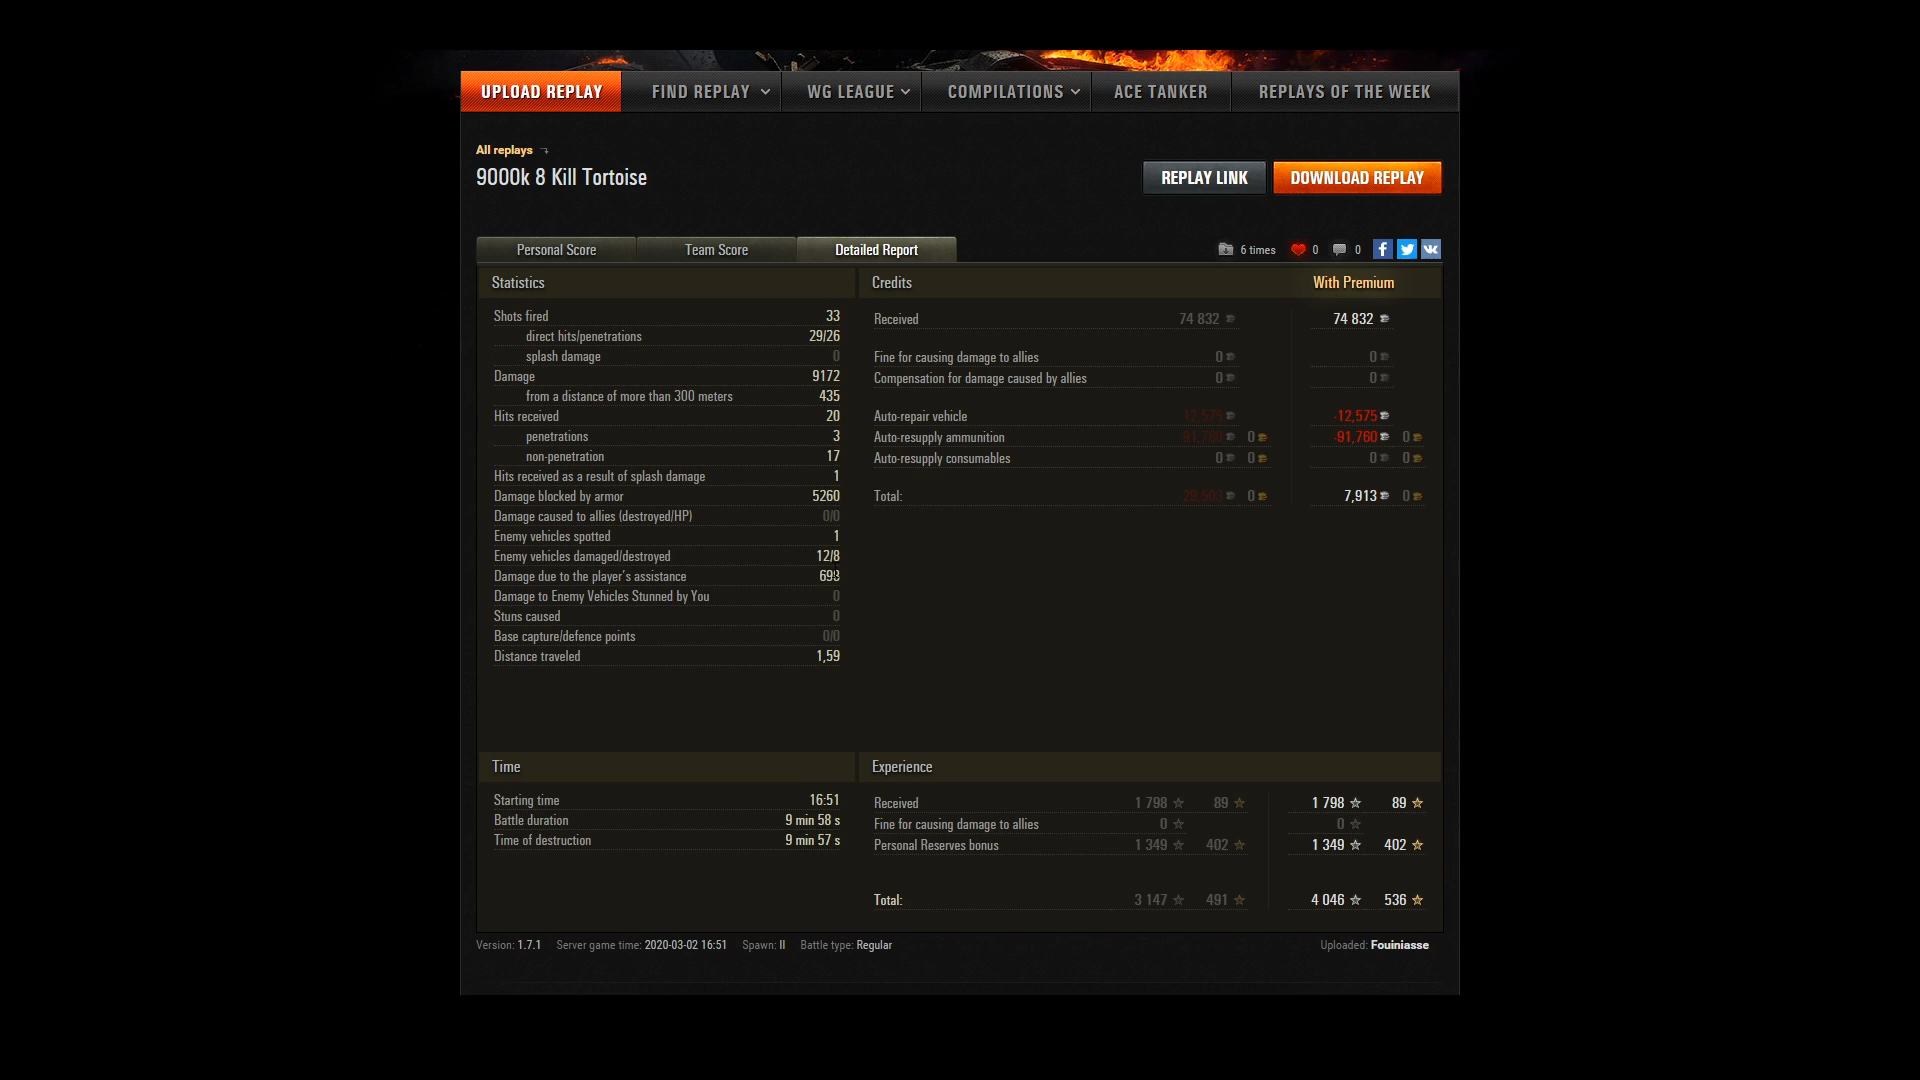 UPLOAD REPLAY FIND REPLAY WG LEAGUE COMPILATIONS ACE TANKER REPLAYS OF THE WEEK
All replays
9000k 8 Kill Tortoise
REPLAY LINK DOWNLOAD REPLAY
Personal Score Team Score Detailed Report 6 times 0 0
Statistics
Shots fired 33
direct hits/penetrations 29/26
splash damage 0
Damage 9172
from a distance of more than 300 meters 435
Hits received 20
penetrations 3
non-penetration 17
Hits received as a result of splash damage 1
Damage blocked by armor 5260
Damage caused to allies (destroyed/HP) 0/0
Enemy vehicles spotted 1
Enemy vehicles damaged/destroyed 12/8
Damage due to the player's assistance
Damage to Enemy Vehicles Stunned by You 0
Stuns caused 0
Base capture/defence points 0/0
Distance traveled 1,59
Credits With Premium
Received 74 832 74 832
Fine for causing damage to allies 0 0
Compensation for damage caused by allies 0 0
Auto-repair vehicle 12,575 -12,575
Auto-resupply ammunition 91,760 0 -91,760 0
Auto-resupply consumables 0 0 0 0
Total: 0 7,913 0
Time
Starting time 16:51
Battle duration 9 min 58 s
Time of destruction 9 min 57 s
Experience
Received 1 798 89 1 798 89
Fine for causing damage to allies 0 0
Personal Reserves bonus 1 349 402 1 349 402
Total: 3 147 491 4 046 536
Version: 1.7.1 Server game time: 2020-03-02 16:51 Spawn: II Battle type: Regular Uploaded: Fouiniasse